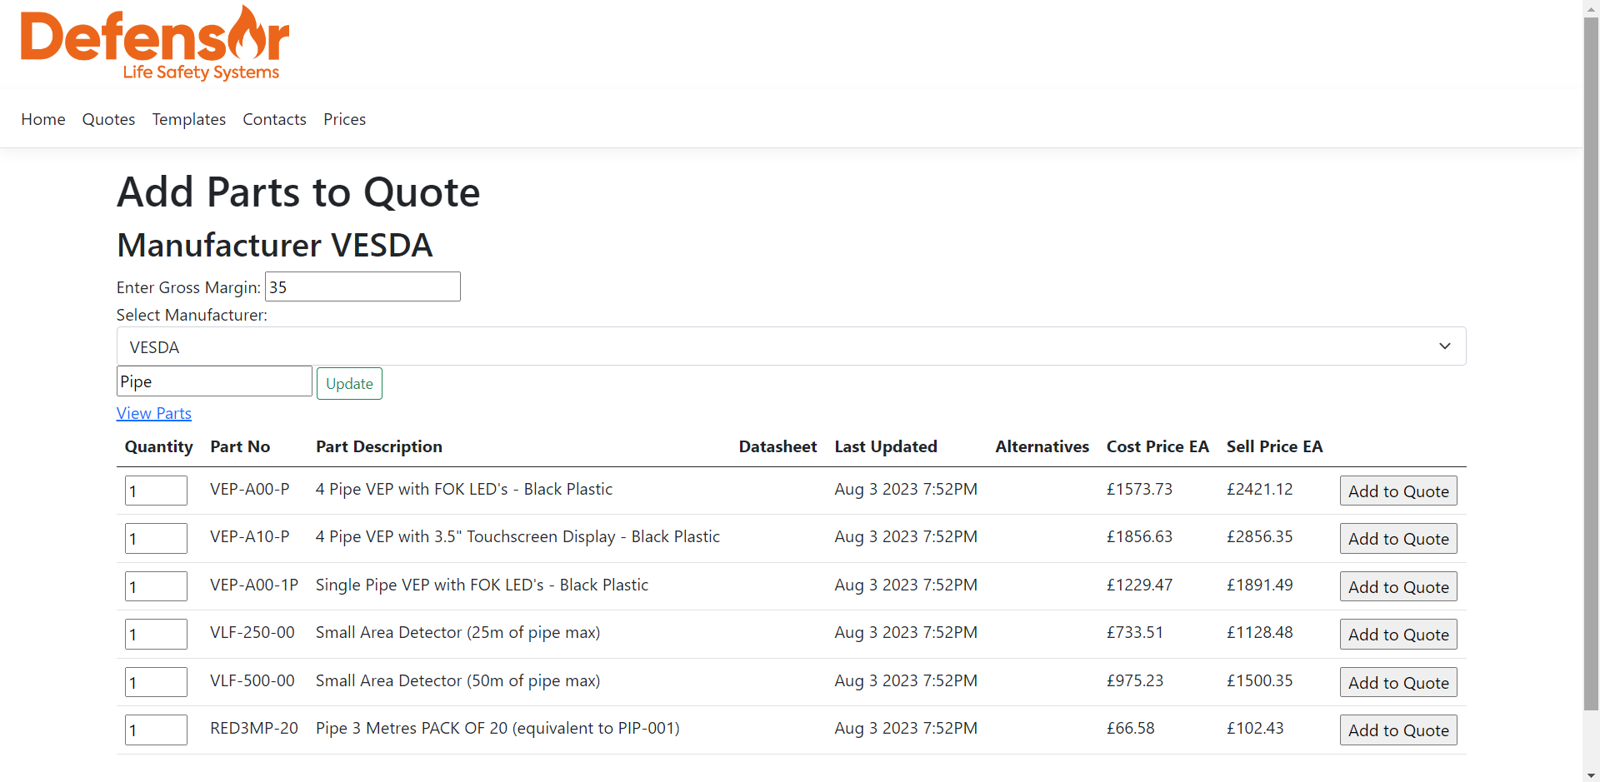 Defensor
Life Safety Systems
Home Quotes Templates Contacts Prices
Add Parts to Quote
Manufacturer VESDA
Enter Gross Margin: 35
Select Manufacturer:
VESDA
Pipe Update
View Parts
Quantity Part No Part Description Datasheet Last Updated Alternatives Cost Price EA Sell Price EA
1 VEP-A00-P 4 Pipe VEP with FOK LED's - Black Plastic Aug 3 2023 7:52PM £1573.73 £2421.12 Add to Quote
1 VEP-A10-P 4 Pipe VEP with 3.5" Touchscreen Display - Black Plastic Aug 3 2023 7:52PM £1856.63 £2856.35 Add to Quote
1 VEP-A00-1P Single Pipe VEP with FOK LED's - Black Plastic Aug 3 2023 7:52PM £1229.47 £1891.49 Add to Quote
1 VLF-250-00 Small Area Detector (25m of pipe max) Aug 3 2023 7:52PM £733.51 £1128.48 Add to Quote
1 VLF-500-00 Small Area Detector (50m of pipe max) Aug 3 2023 7:52PM £975.23 £1500.35 Add to Quote
1 RED3MP-20 Pipe 3 Metres PACK OF 20 (equivalent to PIP-001) Aug 3 2023 7:52PM £66.58 £102.43 Add to Quote